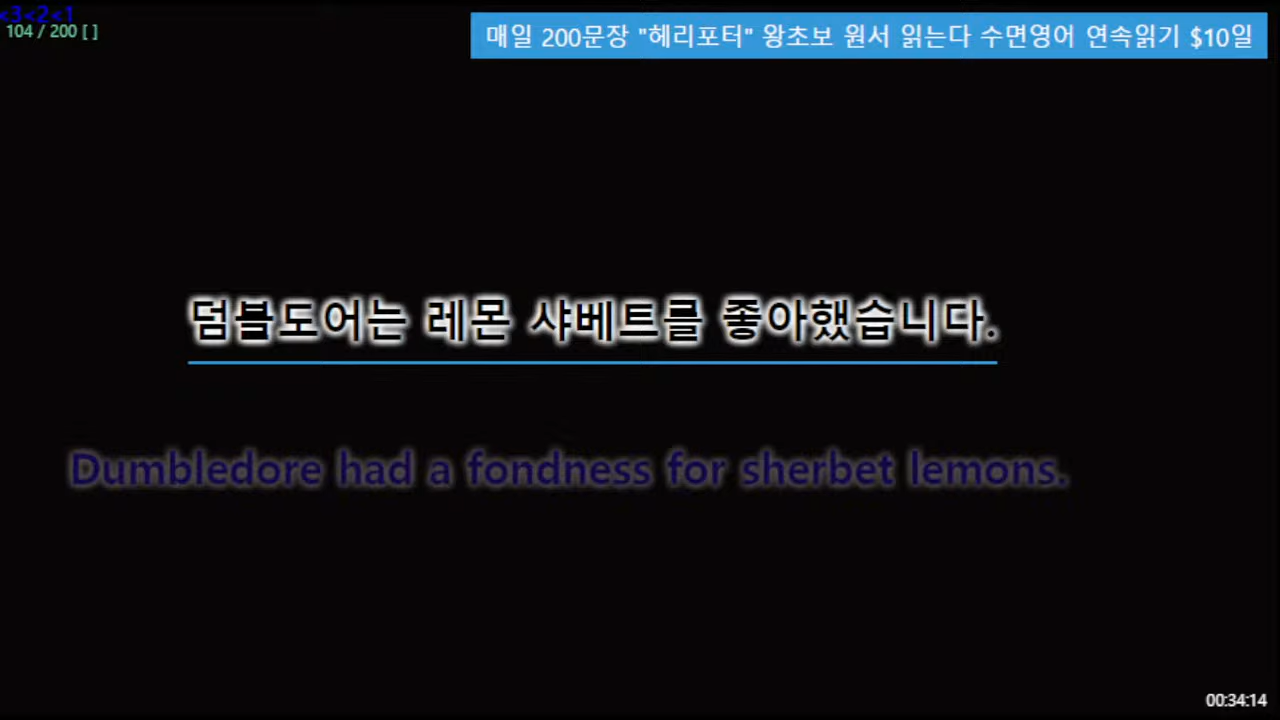 <3<2<1
104 / 200 [ ]
매일 200문장 "헤리포터" 왕초보 원서 읽는다 수면영어 연속읽기 $10일
덤블도어는 레몬 샤베트를 좋아했습니다.
Dumbledore had a fondness for sherbet lemons.
00:34:14